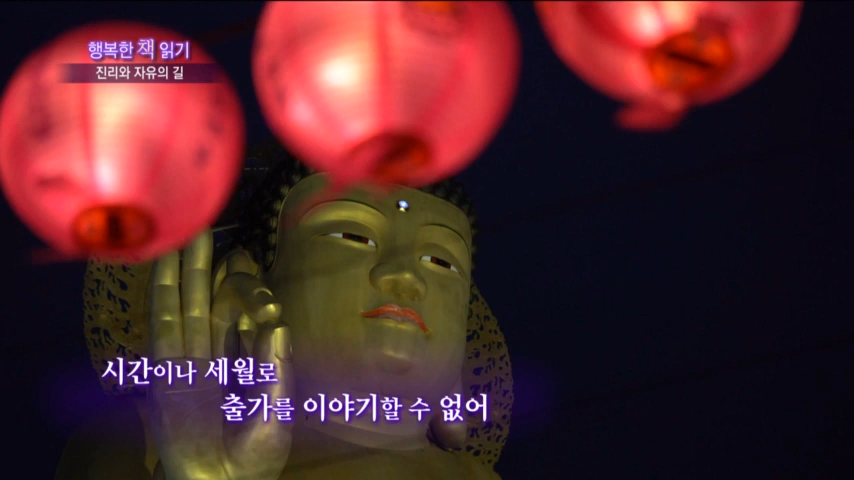 행복한 책 읽기
진리와 자유의 길
시간이나 세월로
출가를 이야기할 수 없어